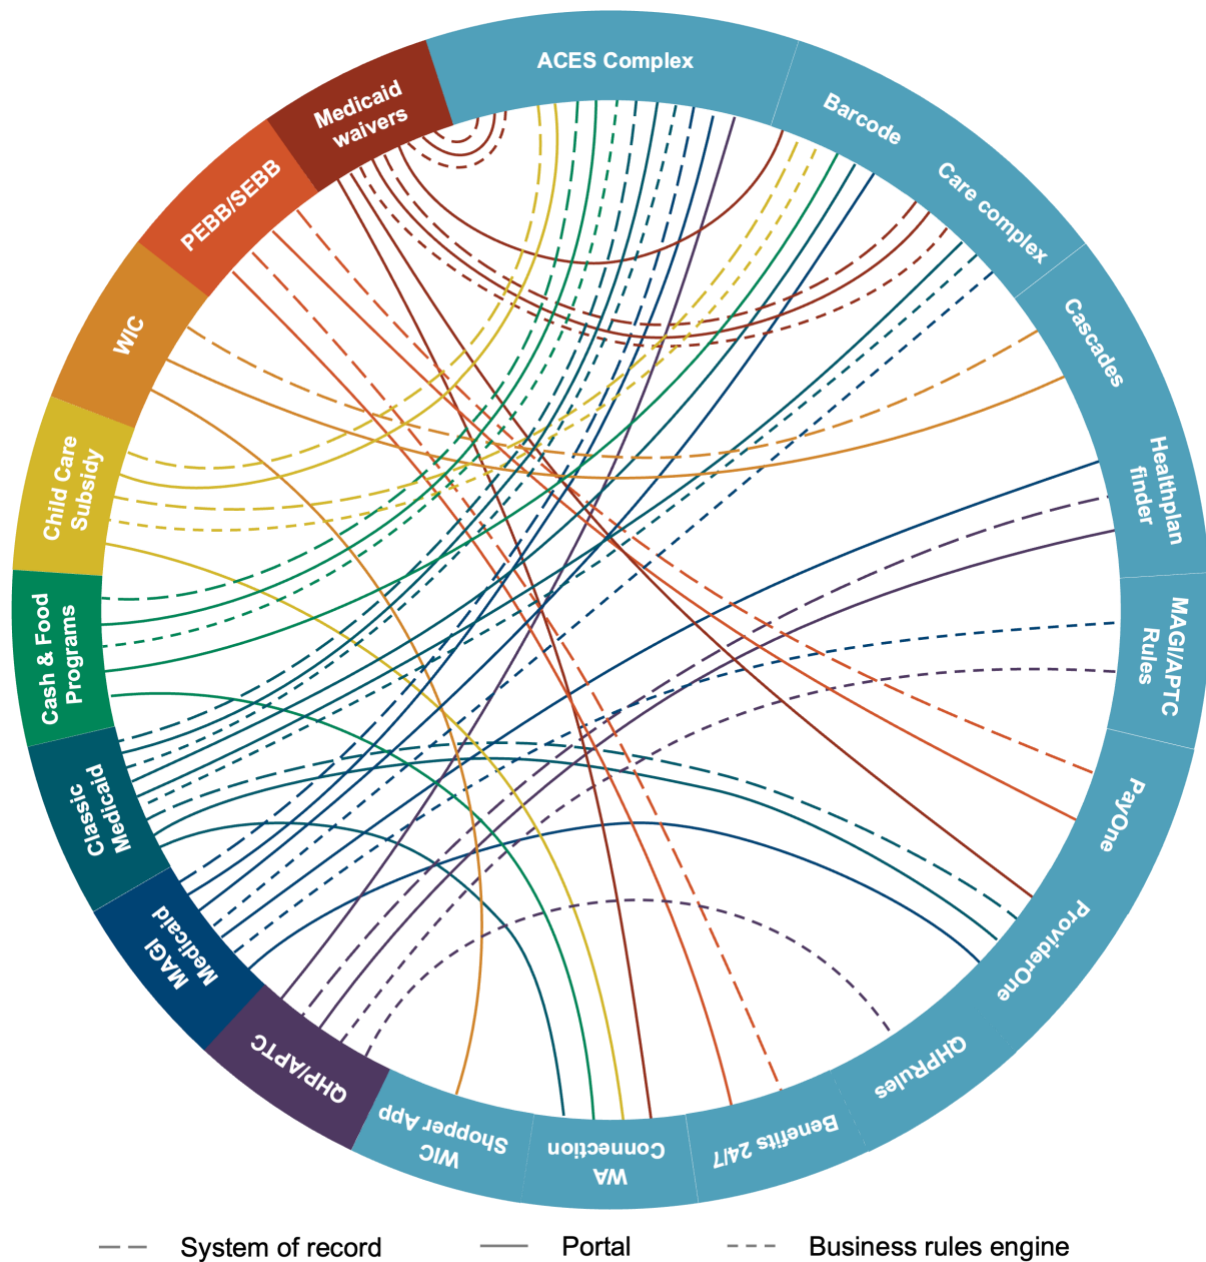 ACES Complex
Barcode
Care complex
Cascades
Healthplan
finder
MAGI/APTC
Rules
PayOne
ProviderOne
QHPRules
Benefits 24/7
WA
Connection
WIC
Shopper App
QHP/APTC
MAGI
Medicaid
Classic
Medicaid
Cash & Food
Programs
Child Care
Subsidy
WIC
PEBB/SEBB
Medicaid
waivers
System of record
Portal
Business rules engine